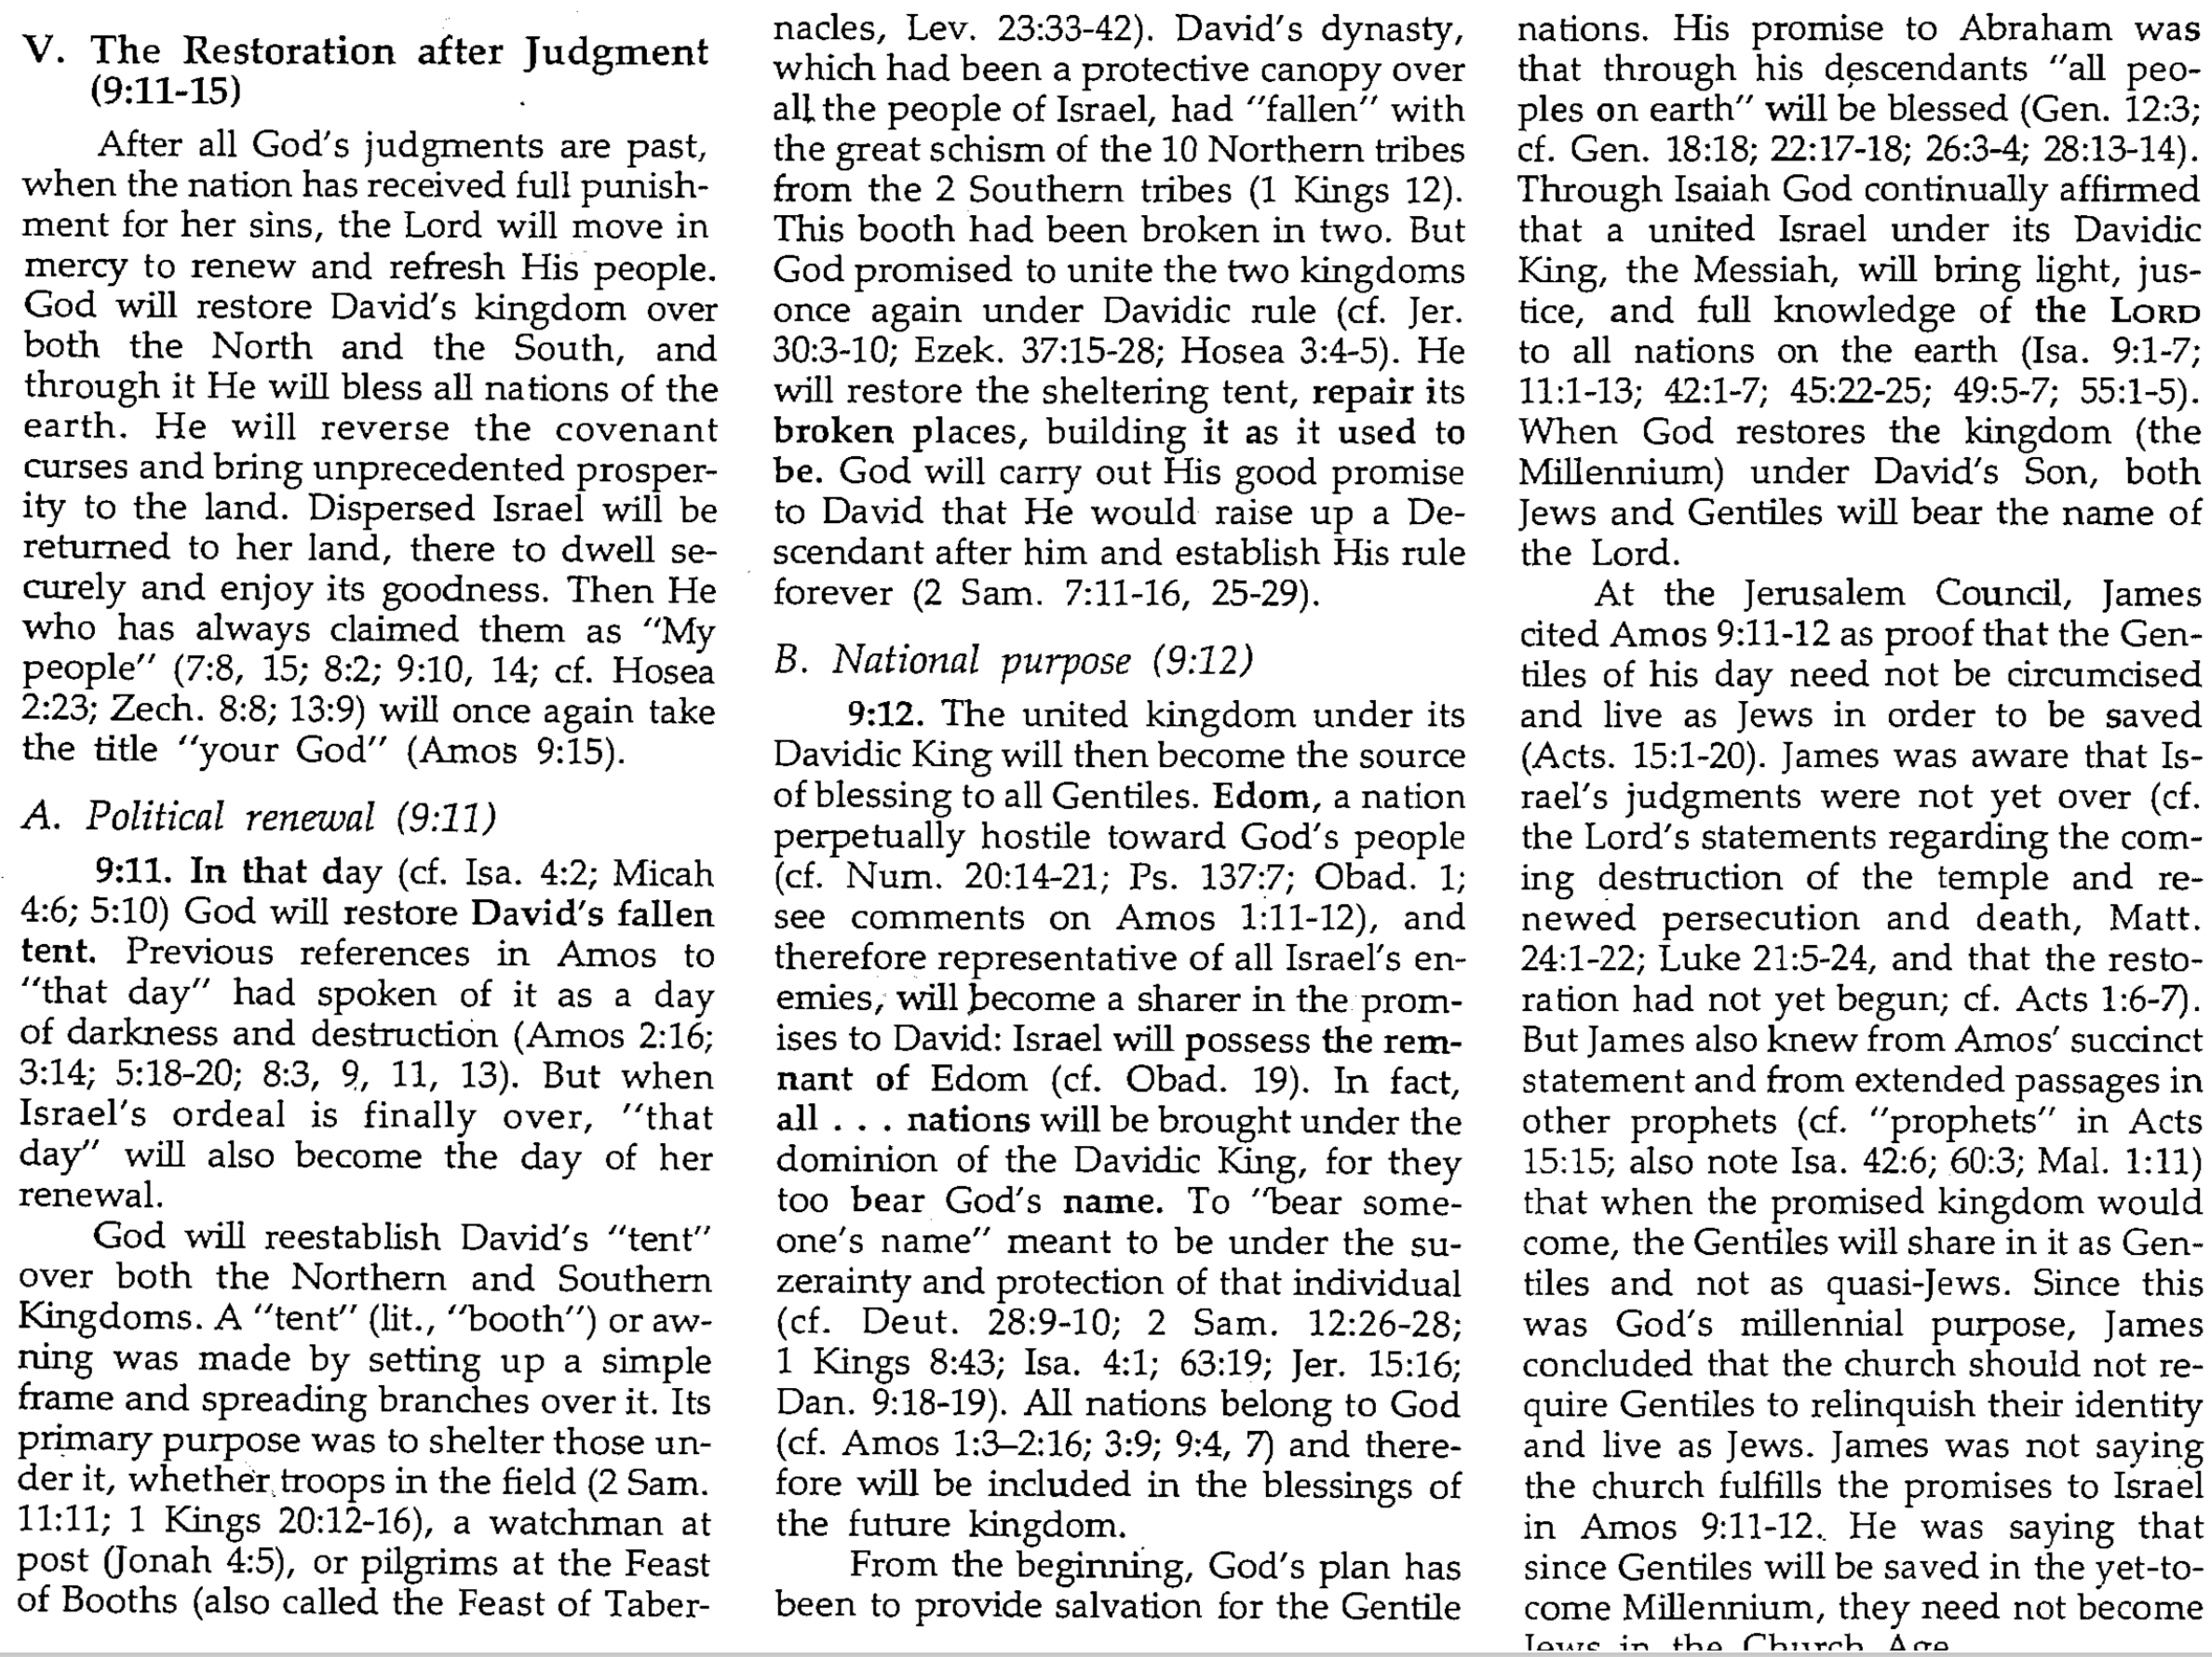 V. The Restoration after Judgment
(9:11-15)
After all God's judgments are past,
when the nation has received full punish-
ment for her sins, the Lord will move in
mercy to renew and refresh His people.
God will restore David's kingdom over
both the North and the South, and
through it He will bless all nations of the
earth. He will reverse the covenant
curses and bring unprecedented prosper-
ity to the land. Dispersed Israel will be
returned to her land, there to dwell se-
curely and enjoy its goodness. Then He
who has always claimed them as "My
people" (7:8, 15; 8:2; 9:10, 14; cf. Hosea
2:23; Zech. 8:8; 13:9) will once again take
the title "your God" (Amos 9:15).
A. Political renewal (9:11)
9:11. In that day (cf. Isa. 4:2; Micah
4:6; 5:10) God will restore David's fallen
tent. Previous references in Amos to
"that day" had spoken of it as a day
of darkness and destruction (Amos 2:16;
3:14; 5:18-20; 8:3, 9, 11, 13). But when
Israel's ordeal is finally over, "that
day" will also become the day of her
renewal.
God will reestablish David's "tent"
over both the Northern and Southern
Kingdoms. A "tent" (lit., "booth") or aw-
ning was made by setting up a simple
frame and spreading branches over it. Its
primary purpose was to shelter those un-
der it, whether troops in the field (2 Sam.
11:11; 1 Kings 20:12-16), a watchman at
post (Jonah 4:5), or pilgrims at the Feast
of Booths (also called the Feast of Taber-
nacles, Lev. 23:33-42). David's dynasty,
which had been a protective canopy over
all the people of Israel, had "fallen" with
the great schism of the 10 Northern tribes
from the 2 Southern tribes (1 Kings 12).
This booth had been broken in two. But
God promised to unite the two kingdoms
once again under Davidic rule (cf. Jer.
30:3-10; Ezek. 37:15-28; Hosea 3:4-5). He
will restore the sheltering tent, repair its
broken places, building it as it used to
be. God will carry out His good promise
to David that He would raise up a De-
scendant after him and establish His rule
forever (2 Sam. 7:11-16, 25-29).
B. National purpose (9:12)
9:12. The united kingdom under its
Davidic King will then become the source
of blessing to all Gentiles. Edom, a nation
perpetually hostile toward God's people
(cf. Num. 20:14-21; Ps. 137:7; Obad. 1;
see comments on Amos 1:11-12), and
therefore representative of all Israel's en-
emies, will become a sharer in the prom-
ises to David: Israel will possess the rem-
nant of Edom (cf. Obad. 19). In fact,
all . . . nations will be brought under the
dominion of the Davidic King, for they
too bear God's name. To "bear some-
one's name" meant to be under the su-
zerainty and protection of that individual
(cf. Deut. 28:9-10; 2 Sam. 12:26-28;
1 Kings 8:43; Isa. 4:1; 63:19; Jer. 15:16;
Dan. 9:18-19). All nations belong to God
(cf. Amos 1:3–2:16; 3:9; 9:4, 7) and there-
fore will be included in the blessings of
the future kingdom.
From the beginning, God's plan has
been to provide salvation for the Gentile
nations. His promise to Abraham was
that through his descendants "all peo-
ples on earth" will be blessed (Gen. 12:3;
cf. Gen. 18:18; 22:17-18; 26:3-4; 28:13-14).
Through Isaiah God continually affirmed
that a united Israel under its Davidic
King, the Messiah, will bring light, jus-
tice, and full knowledge of the LORD
to all nations on the earth (Isa. 9:1-7;
11:1-13; 42:1-7; 45:22-25; 49:5-7; 55:1-5).
When God restores the kingdom (the
Millennium) under David's Son, both
Jews and Gentiles will bear the name of
the Lord.
At the Jerusalem Council, James
cited Amos 9:11-12 as proof that the Gen-
tiles of his day need not be circumcised
and live as Jews in order to be saved
(Acts. 15:1-20). James was aware that Is-
rael's judgments were not yet over (cf.
the Lord's statements regarding the com-
ing destruction of the temple and re-
newed persecution and death, Matt.
24:1-22; Luke 21:5-24, and that the resto-
ration had not yet begun; cf. Acts 1:6-7).
But James also knew from Amos' succinct
statement and from extended passages in
other prophets (cf. "prophets" in Acts
15:15; also note Isa. 42:6; 60:3; Mal. 1:11)
that when the promised kingdom would
come, the Gentiles will share in it as Gen-
tiles and not as quasi-Jews. Since this
was God's millennial purpose, James
concluded that the church should not re-
quire Gentiles to relinquish their identity
and live as Jews. James was not saying
the church fulfills the promises to Israel
in Amos 9:11-12. He was saying that
since Gentiles will be saved in the yet-to-
come Millennium, they need not become
Jews in the Church Age